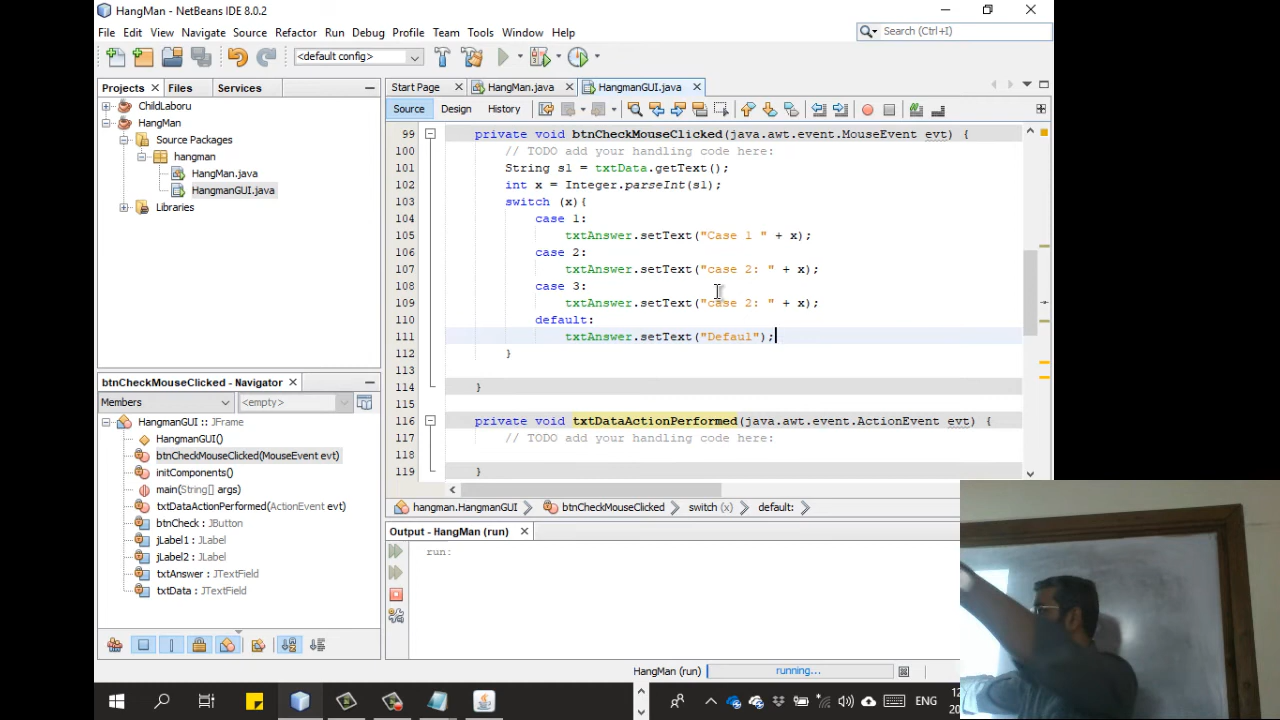 HangMan - NetBeans IDE 8.0.2
File Edit View Navigate Source Refactor Run Debug Profile Team Tools Window Help
Search (Ctrl+I)
<default config>
Projects Files Services
Start Page HangMan.java HangmanGUI.java
ChildLaboru
HangMan
Source Packages
hangman
HangMan.java
HangmanGUI.java
Libraries
Source Design History
99 private void btnCheckMouseClicked(java.awt.event.MouseEvent evt) {
100 // TODO add your handling code here:
101 String s1 = txtData.getText();
102 int x = Integer.parseInt(s1);
103 switch (x){
104 case 1:
105 txtAnswer.setText("Case 1 " + x);
106 case 2:
107 txtAnswer.setText("case 2: " + x);
108 case 3:
109 txtAnswer.setText("case 2: " + x);
110 default:
111 txtAnswer.setText("Defaul");
112 }
113
114 }
115
116 private void txtDataActionPerformed(java.awt.event.ActionEvent evt) {
117 // TODO add your handling code here:
118
119 }
btnCheckMouseClicked - Navigator
Members <empty>
HangmanGUI :: JFrame
HangmanGUI()
btnCheckMouseClicked(MouseEvent evt)
initComponents()
main(String[] args)
txtDataActionPerformed(ActionEvent evt)
btnCheck : JButton
jLabel1 : JLabel
jLabel2 : JLabel
txtAnswer : JTextField
txtData : JTextField
hangman.HangmanGUI btnCheckMouseClicked switch (x) default:
Output - HangMan (run)
run:
HangMan (run) running...
ENG